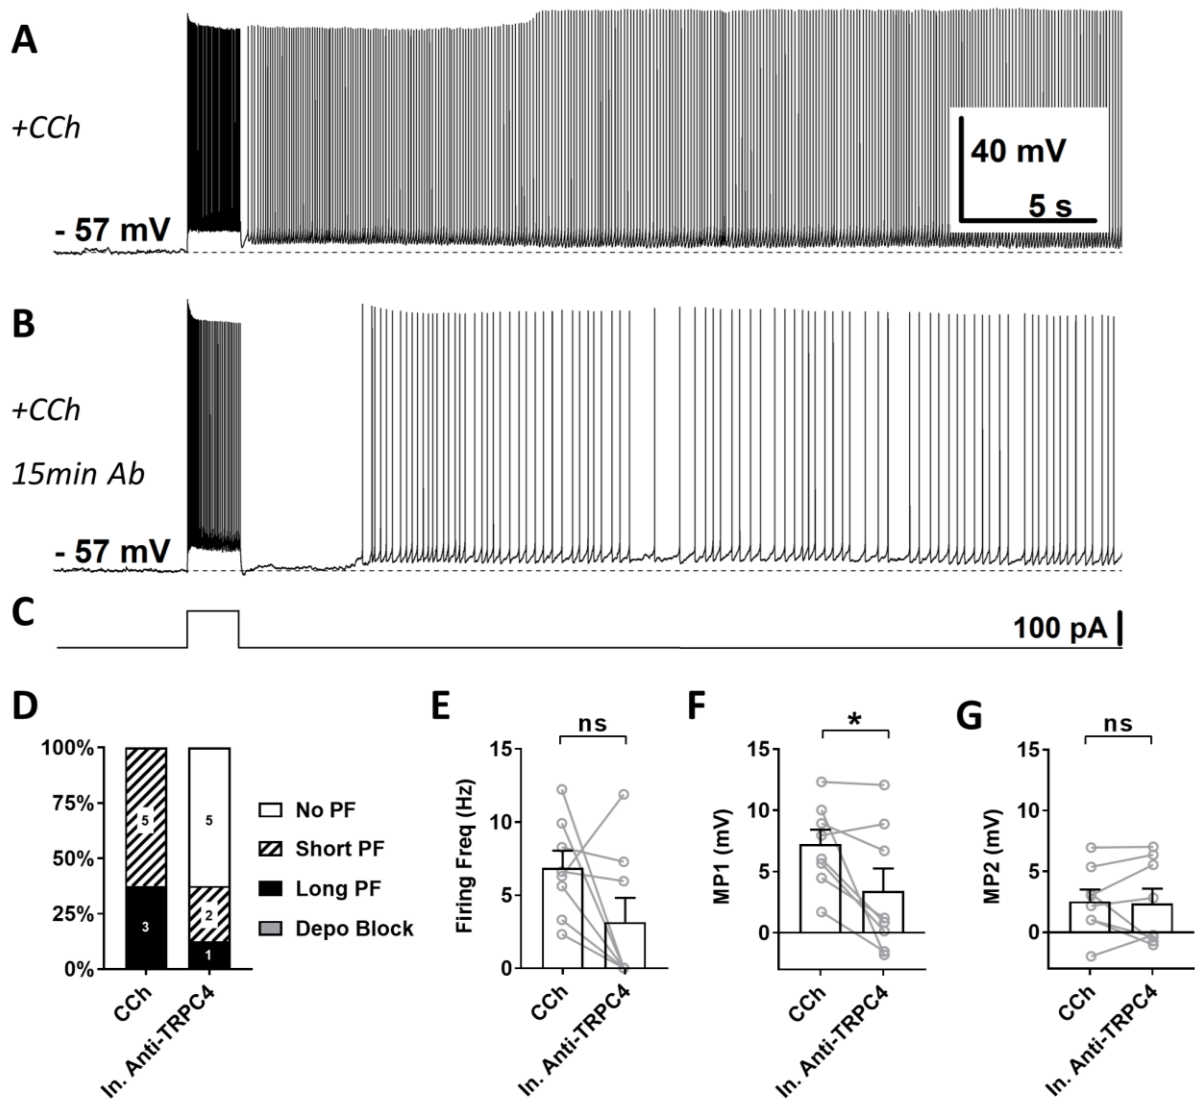 A
+CCh
40 mV
5 s
- 57 mV
B
+CCh
15min Ab
- 57 mV
C
100 pA
D
100%
75%
50%
25%
0%
5
3
5
2
1
CCh
In. Anti-TRPC4
No PF
Short PF
Long PF
Depo Block
E
ns
Firing Freq (Hz)
15
10
5
0
CCh
In. Anti-TRPC4
F
*
MP1 (mV)
15
10
5
0
CCh
In. Anti-TRPC4
G
ns
MP2 (mV)
15
10
5
0
CCh
In. Anti-TRPC4